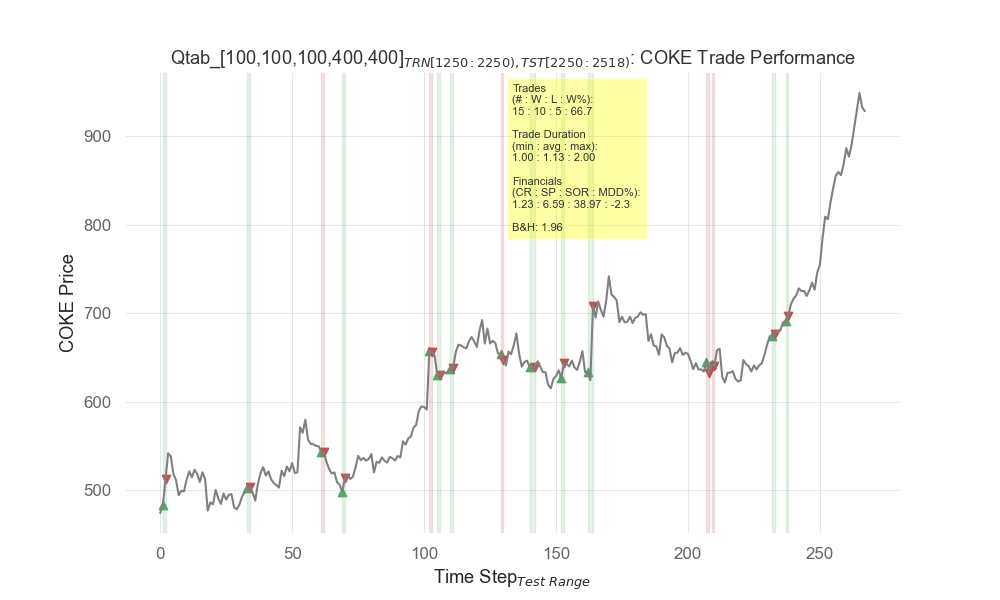 Qtab_[100,100,100,400,400]TRN[1250:2250),TST[2250:2518): COKE Trade Performance
Trades
(# : W : L : W%):
15 : 10 : 5 : 66.7
Trade Duration
(min : avg : max):
1.00 : 1.13 : 2.00
Financials
(CR : SP : SOR : MDD%):
1.23 : 6.59 : 38.97 : -2.3
B&H: 1.96
COKE Price
900
800
700
600
500
0 50 100 150 200 250
Time StepTest Range